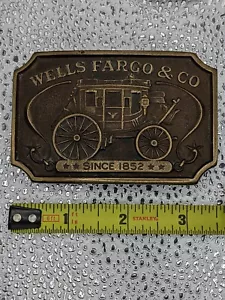 WELLS FARGO & CO
SINCE 1852
1 2 STANLEY 3